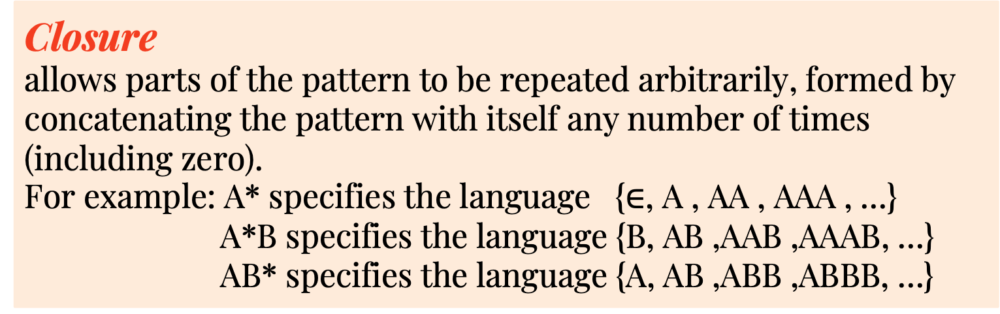 Closure
allows parts of the pattern to be repeated arbitrarily, formed by
concatenating the pattern with itself any number of times
(including zero).
For example: A* specifies the language {∈, A , AA , AAA , ...}
A*B specifies the language {B, AB ,AAB ,AAAB, ...}
AB* specifies the language {A, AB ,ABB ,ABBB, ...}